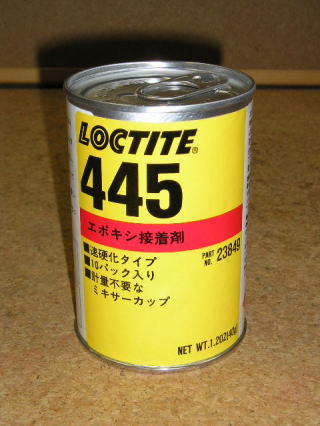 LOCTITE®
445
エポキシ接着剤
■速硬化タイプ
■10パック入り
■計量不要な
ミキサーカップ
PART NO. 23849
NET WT.1.2OZ(40g)